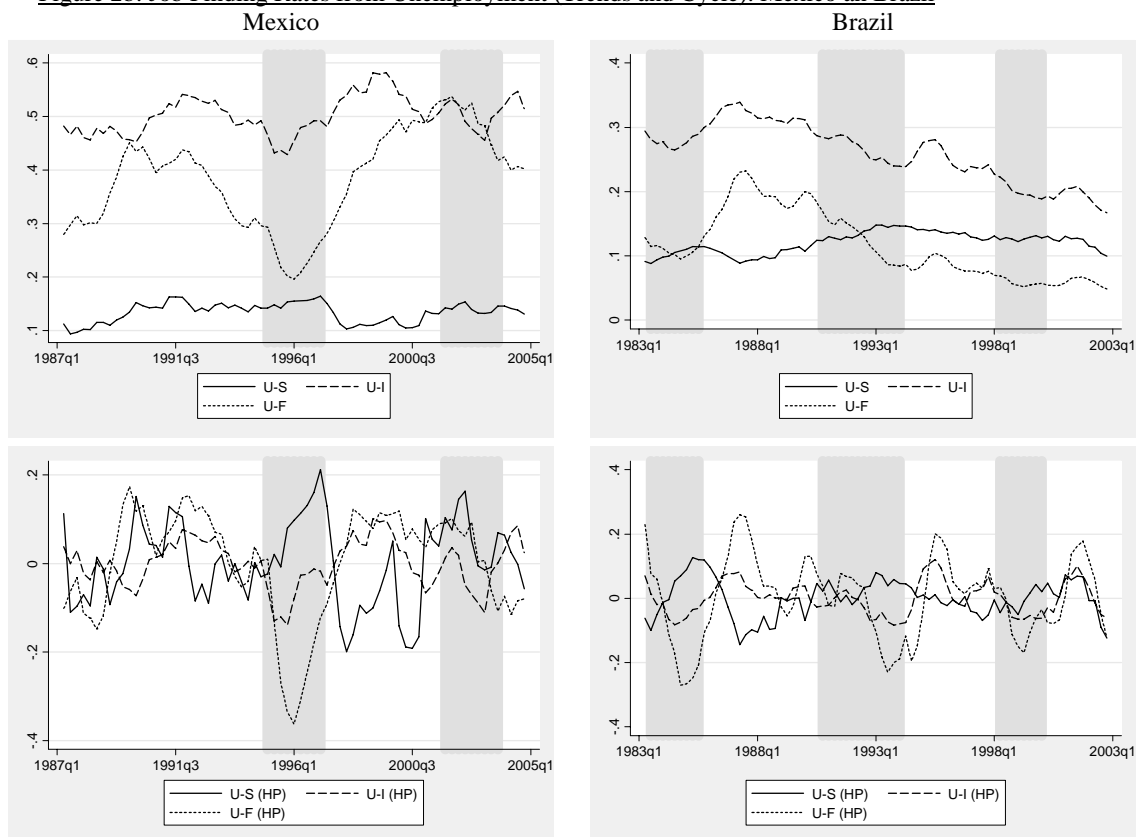 Figure 2b: Job Finding Rates from Unemployment (Trends and Cycle): Mexico an Brazil
Mexico
Brazil
.6
.5
.4
.3
.2
.1
1987q1 1991q3 1996q1 2000q3 2005q1
U-S U-I
U-F
.4
.3
.2
.1
0
1983q1 1988q1 1993q1 1998q1 2003q1
U-S U-I
U-F
.2
0
-.2
-.4
1987q1 1991q3 1996q1 2000q3 2005q1
U-S (HP) U-I (HP)
U-F (HP)
.4
.2
0
-.2
-.4
1983q1 1988q1 1993q1 1998q1 2003q1
U-S (HP) U-I (HP)
U-F (HP)